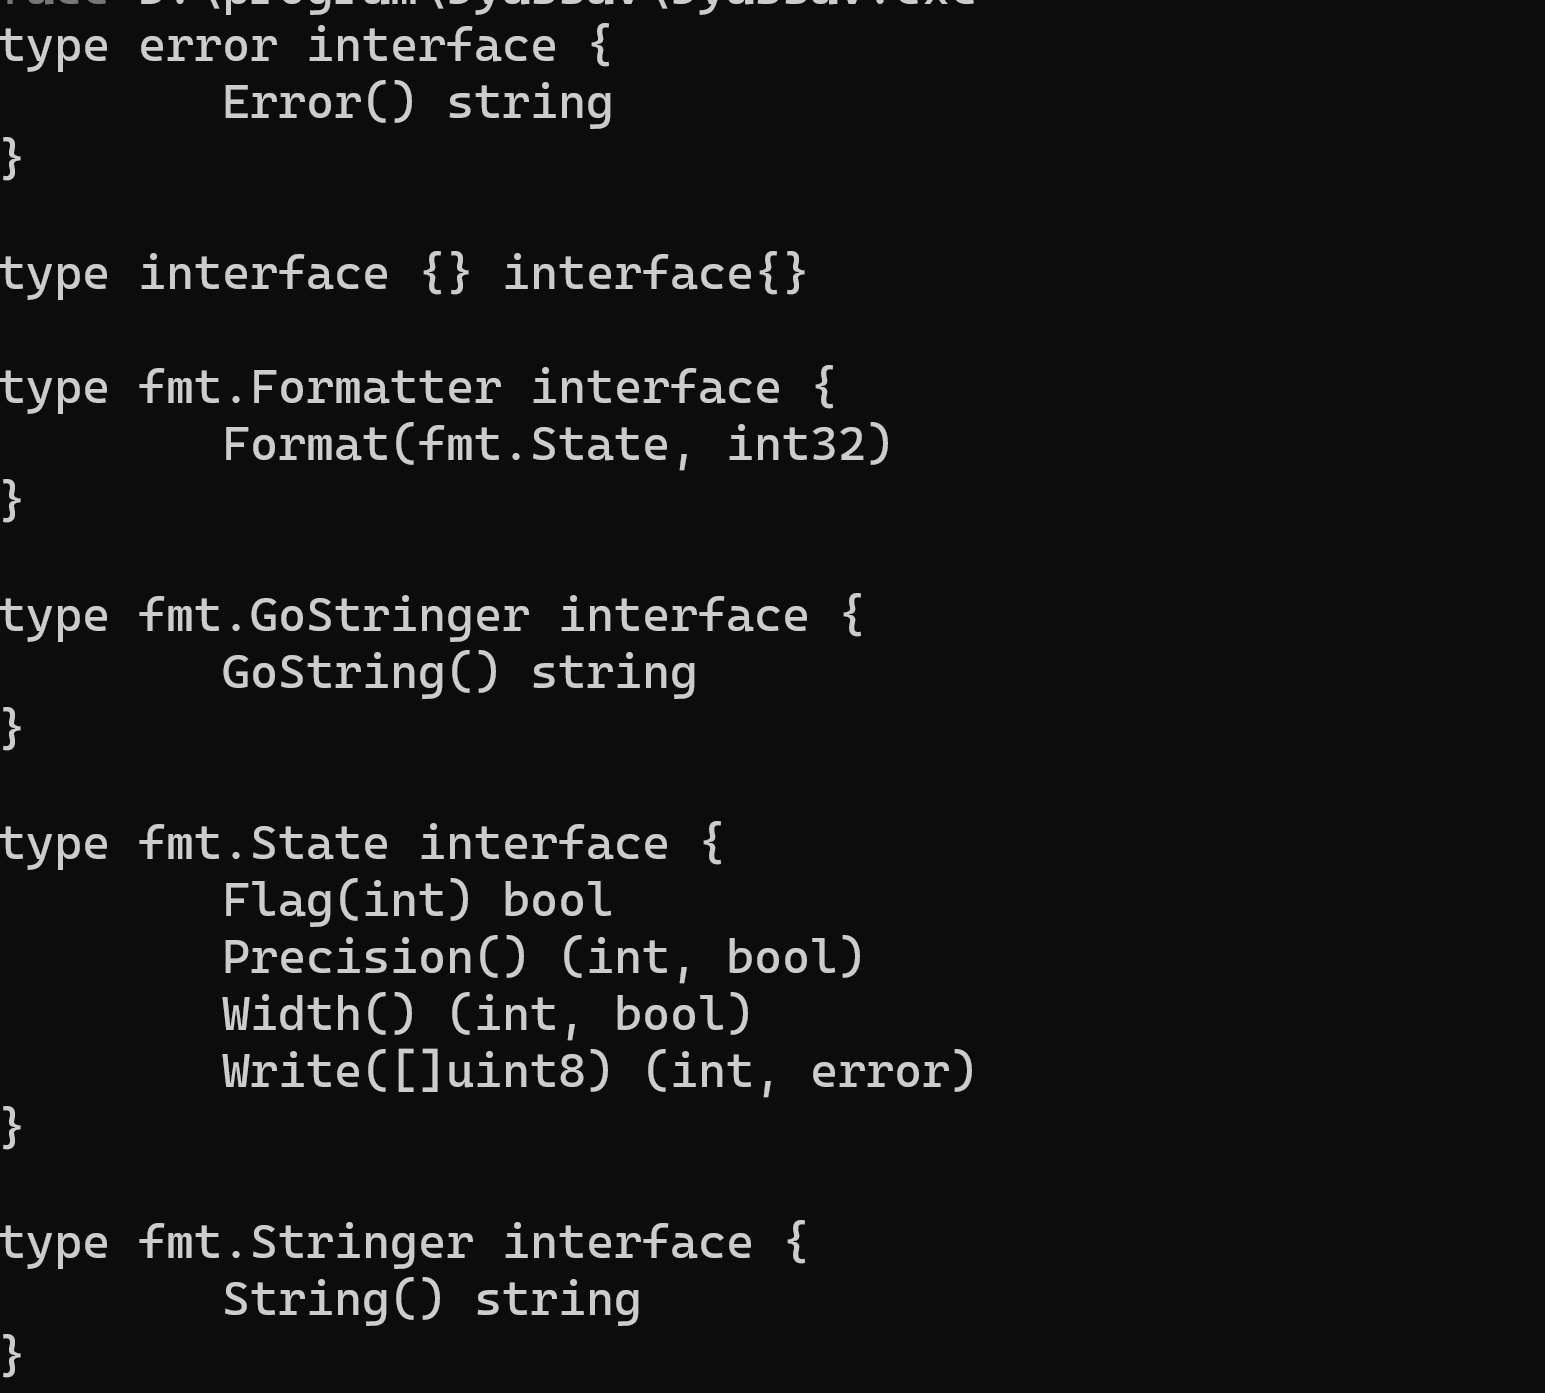 type error interface {
        Error() string
}

type interface {} interface{}

type fmt.Formatter interface {
        Format(fmt.State, int32)
}

type fmt.GoStringer interface {
        GoString() string
}

type fmt.State interface {
        Flag(int) bool
        Precision() (int, bool)
        Width() (int, bool)
        Write([]uint8) (int, error)
}

type fmt.Stringer interface {
        String() string
}